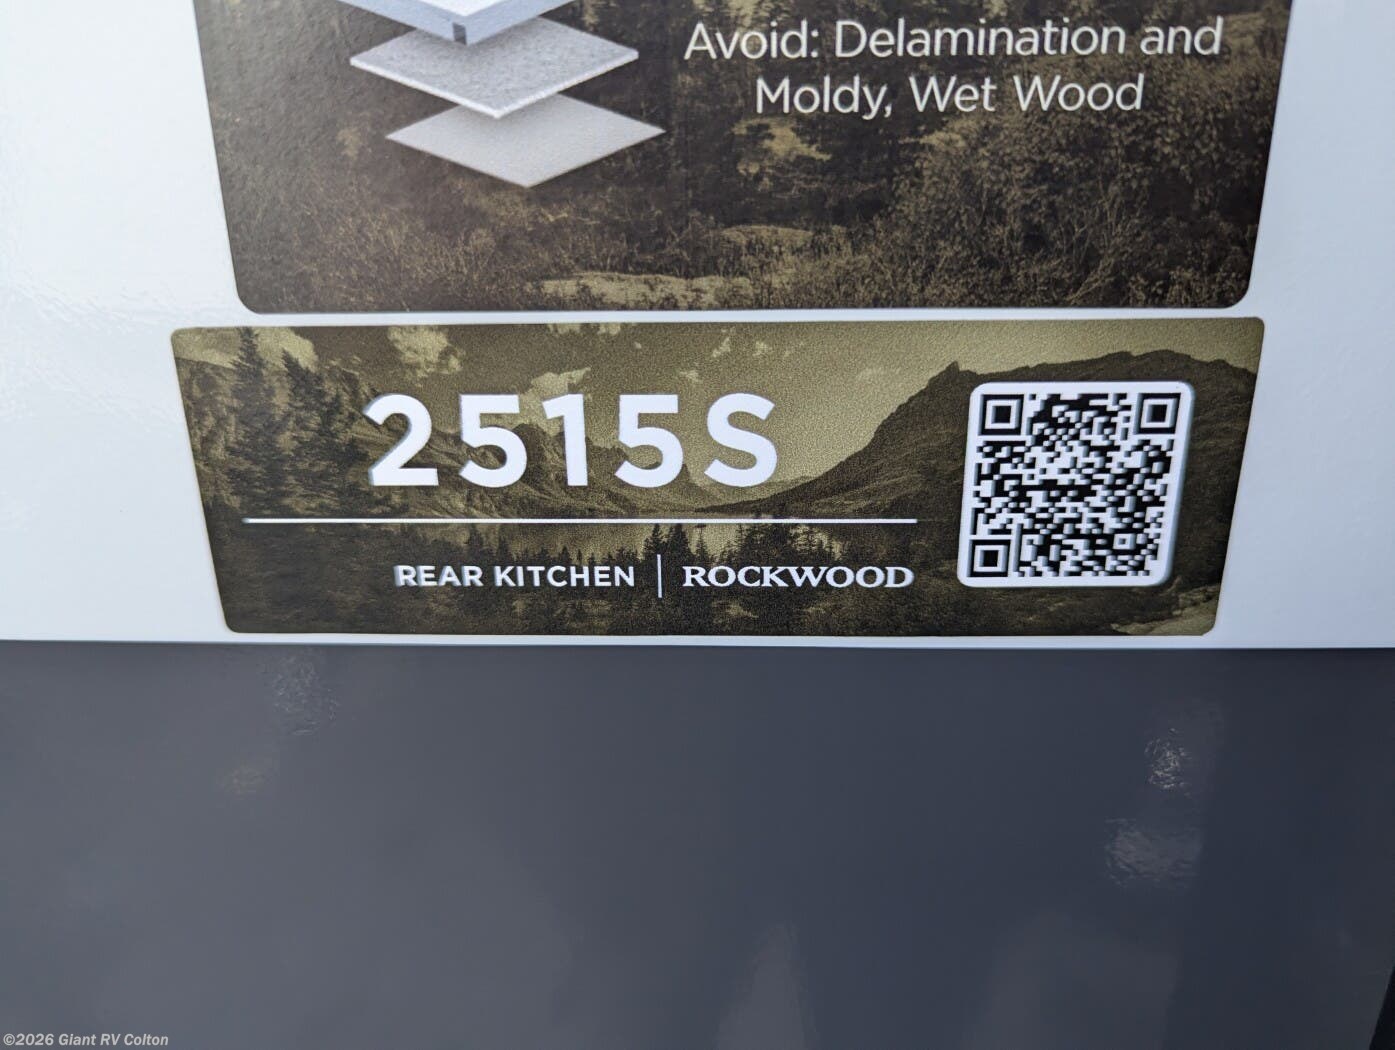 Avoid: Delamination and
Moldy, Wet Wood
2515S
REAR KITCHEN | ROCKWOOD
©2026 Giant RV Colton